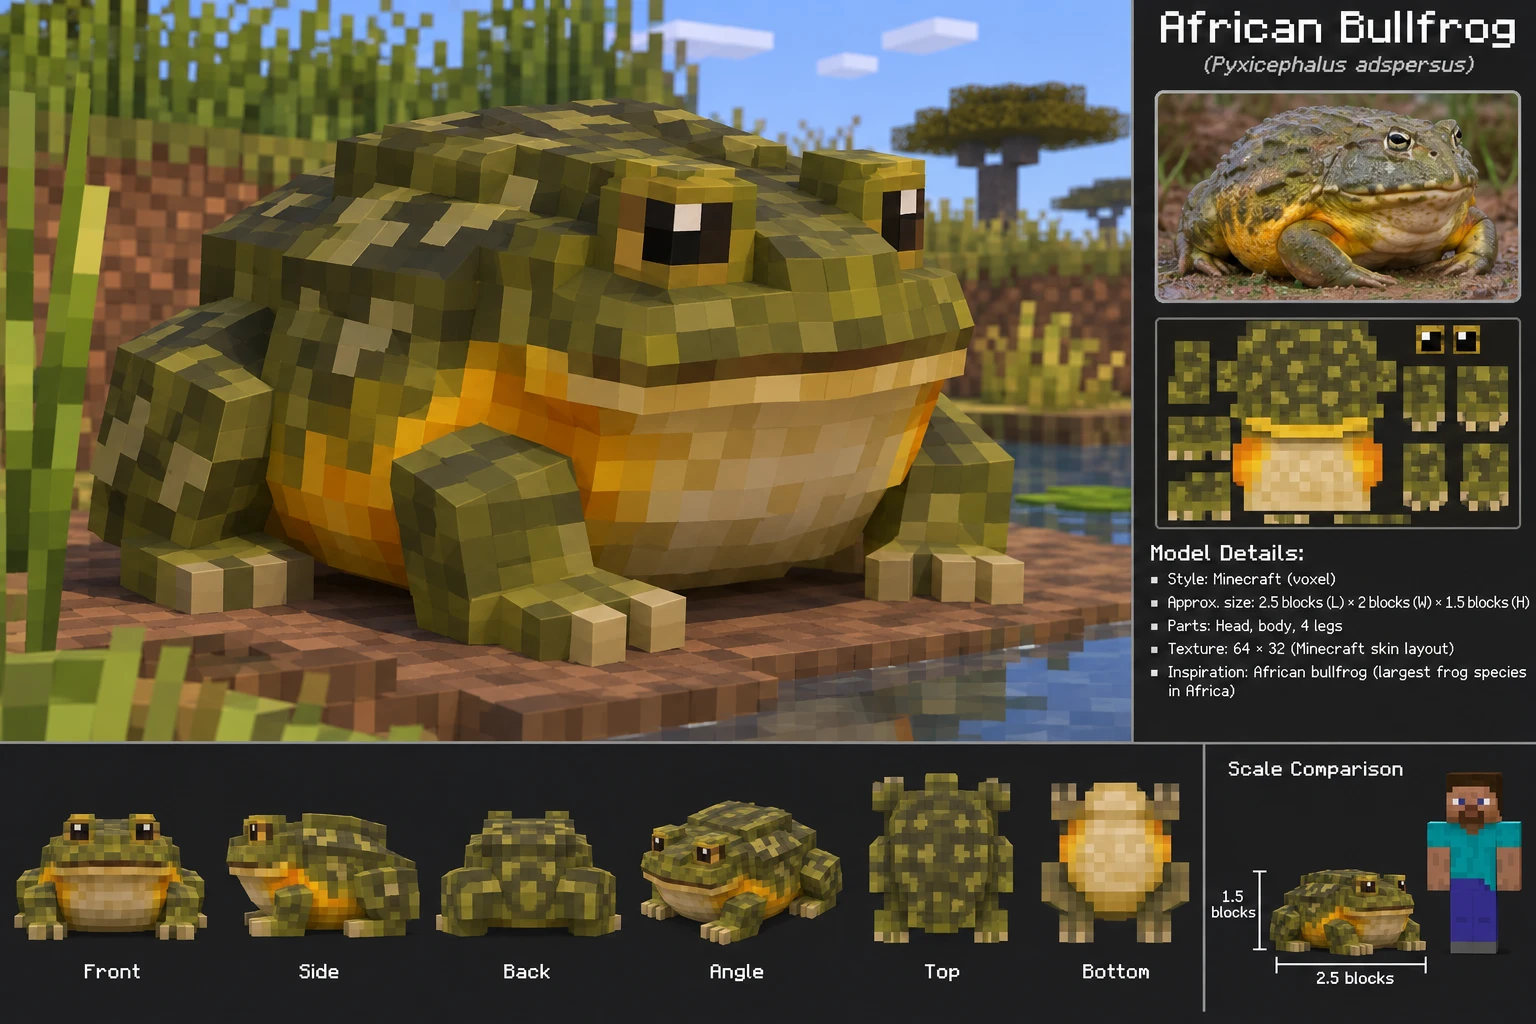 African Bullfrog
(Pyxicephalus adspersus)
Model Details:
▪ Style: Minecraft (voxel)
▪ Approx. size: 2.5 blocks (L) × 2 blocks (W) × 1.5 blocks (H)
▪ Parts: Head, body, 4 legs
▪ Texture: 64 × 32 (Minecraft skin layout)
▪ Inspiration: African bullfrog (largest frog species
in Africa)
Front
Side
Back
Angle
Top
Bottom
Scale Comparison
1.5
blocks
2.5 blocks